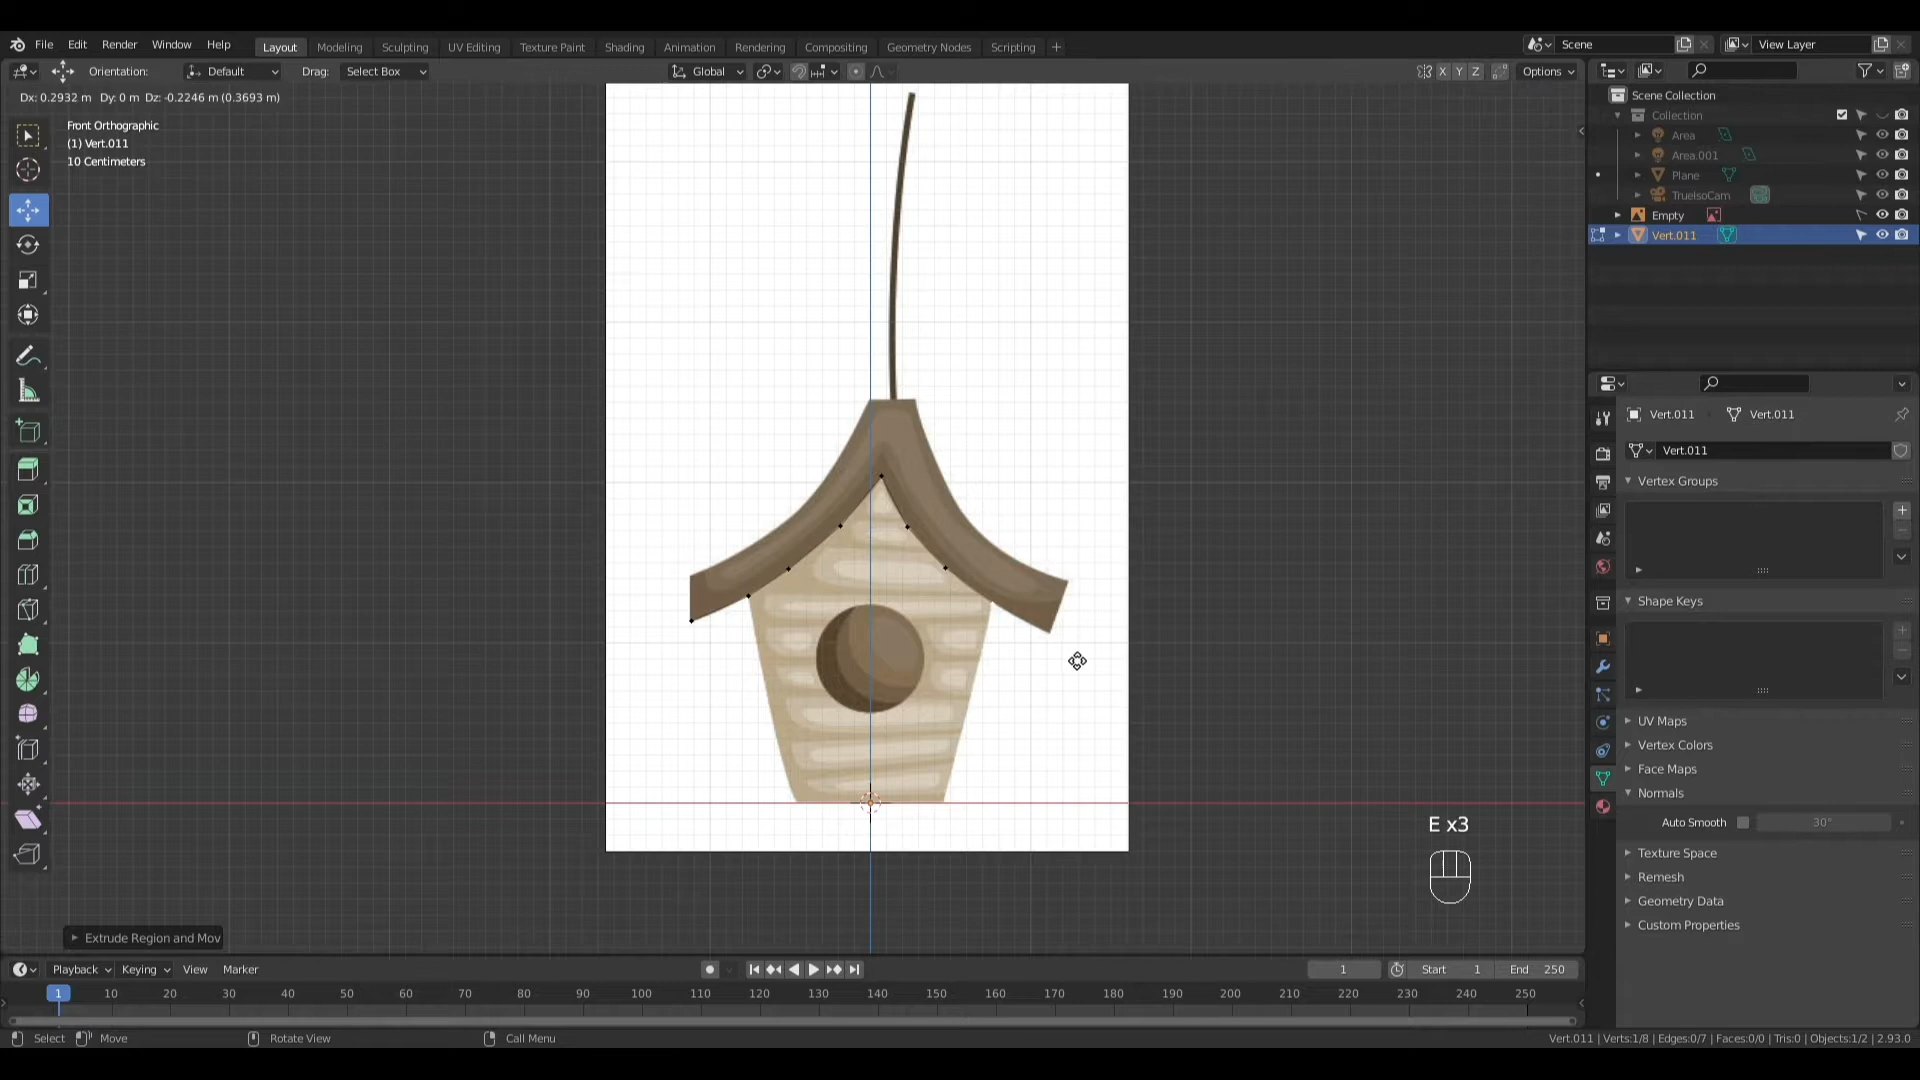 File Edit Render Window Help Layout Modeling Sculpting UV Editing Texture Paint Shading Animation Rendering Compositing Geometry Nodes Scripting + Scene View Layer
Orientation: Default Drag: Select Box Global X Y Z Options
Dx: 0.2932 m Dy: 0 m Dz: -0.2246 m (0.3693 m)
Front Orthographic
(1) Vert.011
10 Centimeters
Scene Collection
Collection
Area
Area.001
Plane
TrueIsoCam
Empty
Vert.011
Vert.011 Vert.011
Vert.011
Vertex Groups
Shape Keys
UV Maps
Vertex Colors
Face Maps
Normals
Auto Smooth 30°
Texture Space
Remesh
Geometry Data
Custom Properties
E x3
Extrude Region and Mov
Playback Keying View Marker 1 Start 1 End 250
1 10 20 30 40 50 60 70 80 90 100 110 120 130 140 150 160 170 180 190 200 210 220 230 240 250
Select Move Rotate View Call Menu Vert.011 | Verts:1/8 | Edges:0/7 | Faces:0/0 | Tris:0 | Objects:1/2 | 2.93.0